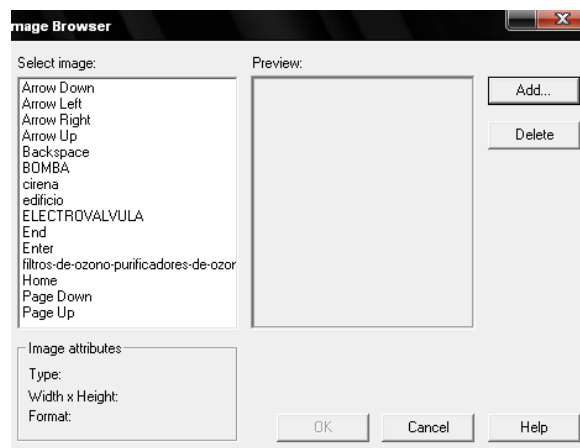 mage Browser
Select image:
Preview:
Arrow Down
Arrow Left
Arrow Right
Arrow Up
Backspace
BOMBA
cirena
edificio
ELECTROVALVULA
End
Enter
filtros-de-ozono-purificadores-de-ozor
Home
Page Down
Page Up
Add...
Delete
Image attributes
Type:
Width x Height:
Format:
OK
Cancel
Help